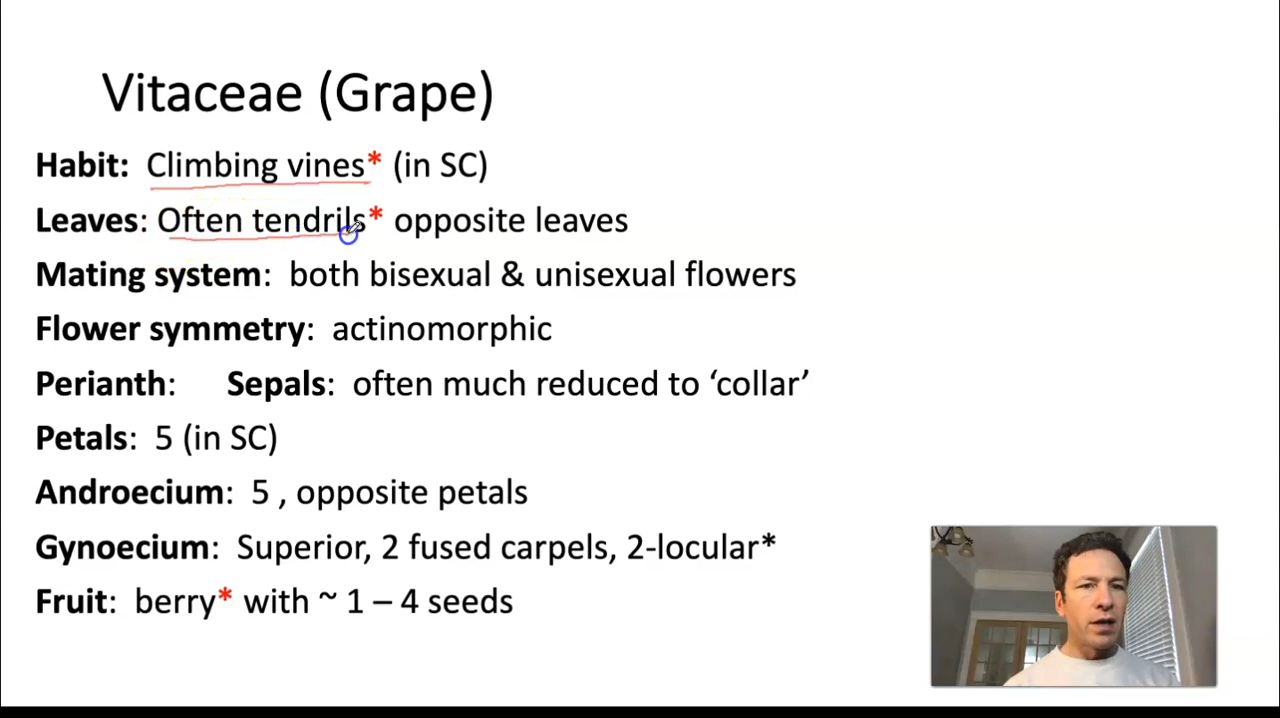 Vitaceae (Grape)
Habit: Climbing vines* (in SC)
Leaves: Often tendrils* opposite leaves
Mating system: both bisexual & unisexual flowers
Flower symmetry: actinomorphic
Perianth: Sepals: often much reduced to ‘collar’
Petals: 5 (in SC)
Androecium: 5 , opposite petals
Gynoecium: Superior, 2 fused carpels, 2-locular*
Fruit: berry* with ~ 1 – 4 seeds